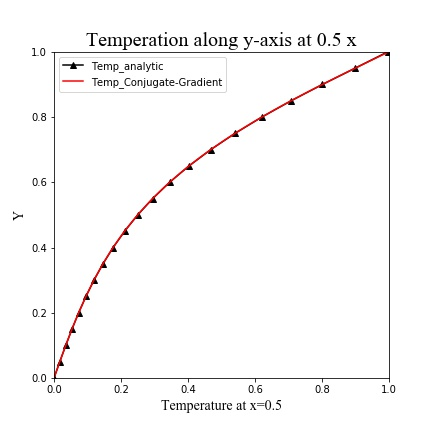 Temperation along y-axis at 0.5 x
Temp_analytic
Temp_Conjugate-Gradient
1.0
0.8
0.6
0.4
0.2
0.0
Y
0.0 0.2 0.4 0.6 0.8 1.0
Temperature at x=0.5